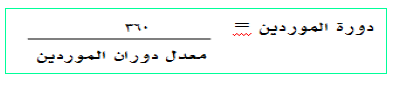 دورة الموردين = ٣٦٠
معدل دوران الموردين